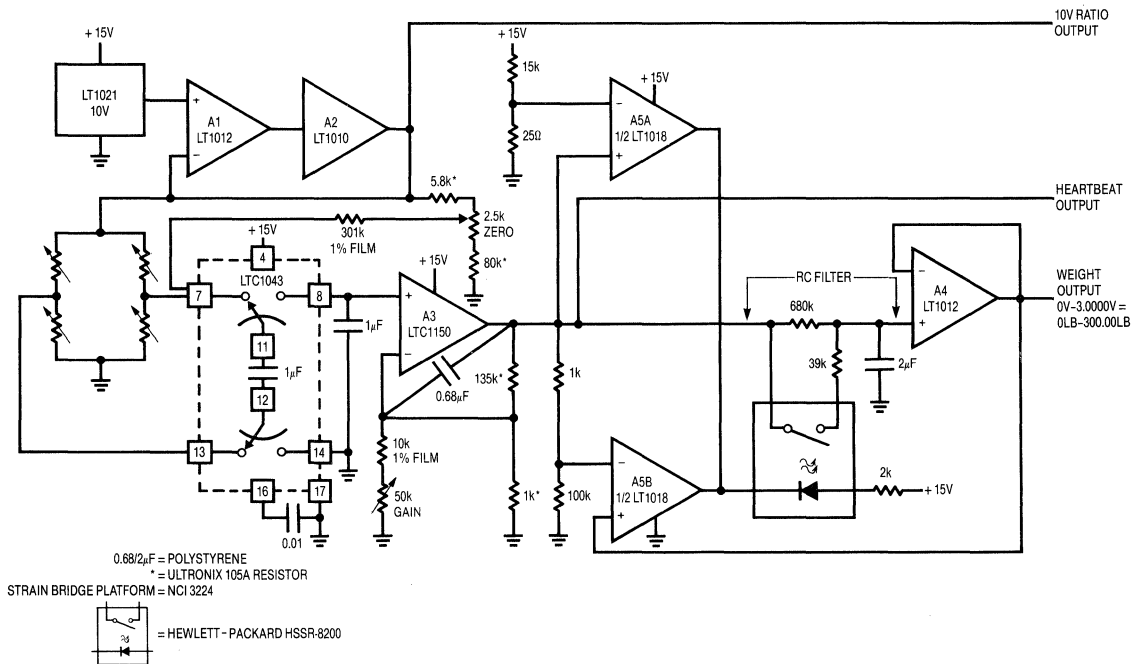 10V RATIO
OUTPUT
+15V
LT1021
10V
+
A1
LT1012
−
A2
LT1010
+15V
15k
25Ω
+15V
−
A5A
1/2 LT1018
+
5.8k*
2.5k
ZERO
80k*
301k
1% FILM
HEARTBEAT
OUTPUT
+15V
4
LTC1043
7
8
11
1μF
12
13
14
16
17
0.01
1μF
+15V
+
A3
LTC1150
−
0.68μF
135k*
10k
1% FILM
50k
GAIN
1k*
1k
100k
−
A5B
1/2 LT1018
+
RC FILTER
680k
39k
2μF
−
A4
LT1012
+
WEIGHT
OUTPUT
0V–3.0000V =
0LB–300.00LB
2k
+15V
0.68/2μF = POLYSTYRENE
* = ULTRONIX 105A RESISTOR
STRAIN BRIDGE PLATFORM = NCI 3224
= HEWLETT-PACKARD HSSR-8200